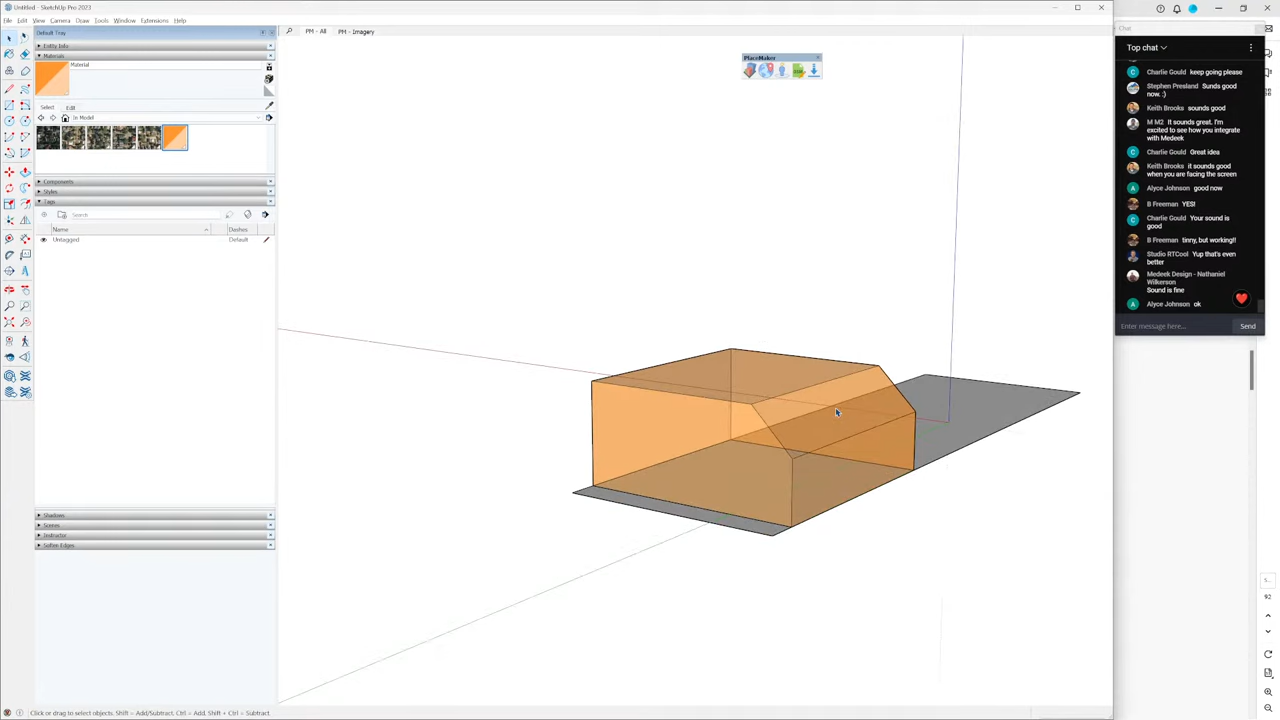 Untitled - SketchUp Pro 2023
File Edit View Camera Draw Tools Window Extensions Help
Default Tray
PM - All
PM - Imagery
Entity Info
Materials
Material
Select
Edit
In Model
Components
Styles
Tags
Search
Name
Dashes
Untagged
Default
Shadows
Scenes
Instructor
Soften Edges
PlaceMaker
Click or drag to select objects. Shift = Add/Subtract. Ctrl = Add. Shift + Ctrl = Subtract.
Chat
Top chat
Charlie Gould keep going please
Stephen Presland Sunds good
now. :)
Keith Brooks sounds good
M M2 It sounds great. I'm
excited to see how you integrate
with Medeek
Charlie Gould Great idea
Keith Brooks it sounds good
when you are facing the screen
Alyce Johnson good now
B Freeman YES!
Charlie Gould Your sound is
good
B Freeman tinny, but working!!
Studio RTCool Yup that's even
better
Medeek Design - Nathaniel
Wilkerson
Sound is fine
Alyce Johnson ok
Enter message here...
Send
S...
92